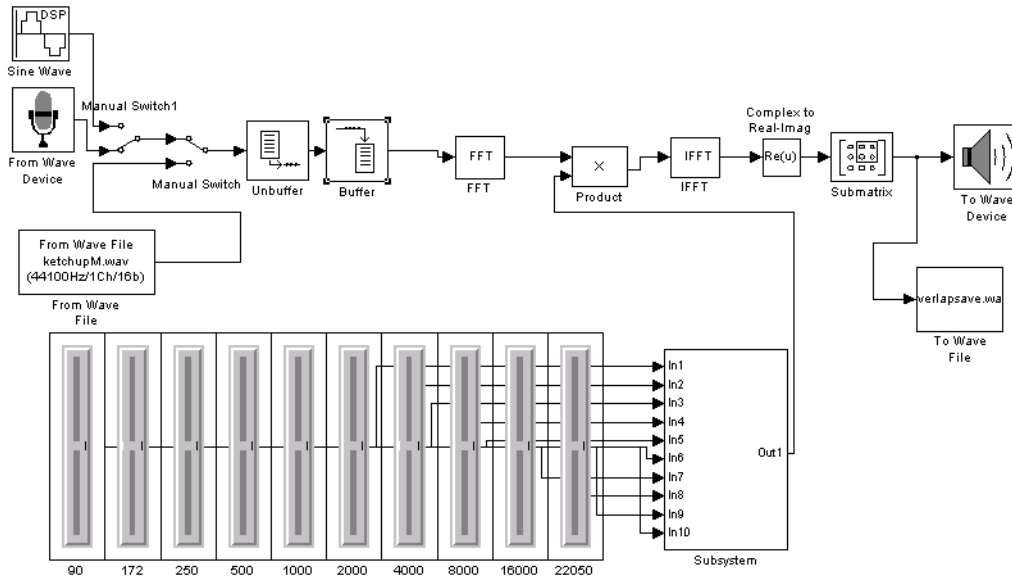 DSP
Sine Wave
Manual Switch1
From Wave
Device
Manual Switch
Unbuffer
Buffer
FFT
FFT
×
Product
IFFT
IFFT
Complex to
Real-Imag
Re(u)
Submatrix
To Wave
Device
From Wave File
ketchupM.wav
(44100Hz/1Ch/16b)
From Wave
File
verlapsave.wa
To Wave
File
In1
In2
In3
In4
In5
In6
In7
In8
In9
In10
Out1
Subsystem
90 172 250 500 1000 2000 4000 8000 16000 22050